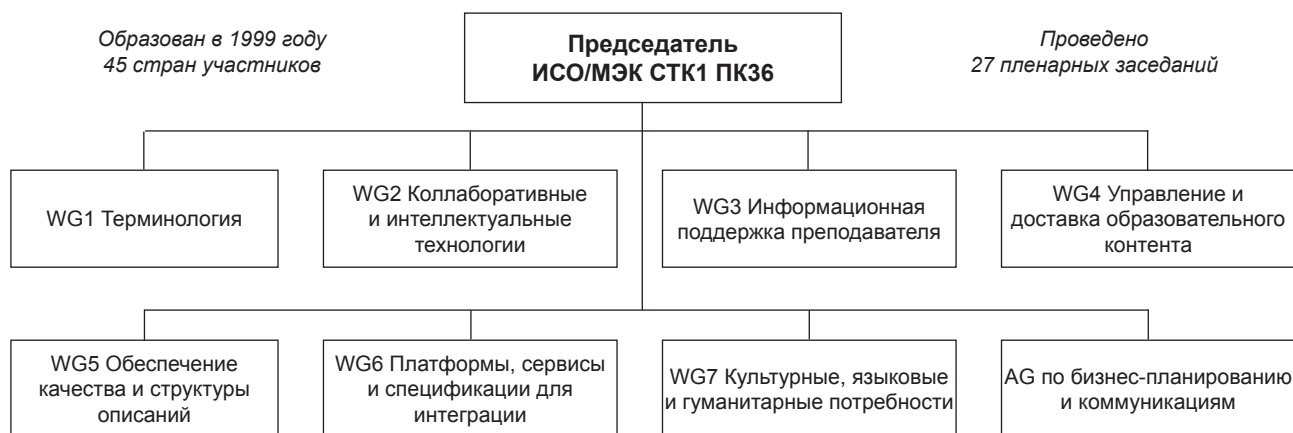 Образован в 1999 году
45 стран участников
Председатель
ИСО/МЭК СТК1 ПК36
Проведено
27 пленарных заседаний
WG1 Терминология
WG2 Коллаборативные
и интеллектуальные
технологии
WG3 Информационная
поддержка преподавателя
WG4 Управление и
доставка образовательного
контента
WG5 Обеспечение
качества и структуры
описаний
WG6 Платформы, сервисы
и спецификации для
интеграции
WG7 Культурные, языковые
и гуманитарные потребности
AG по бизнес-планированию
и коммуникациям